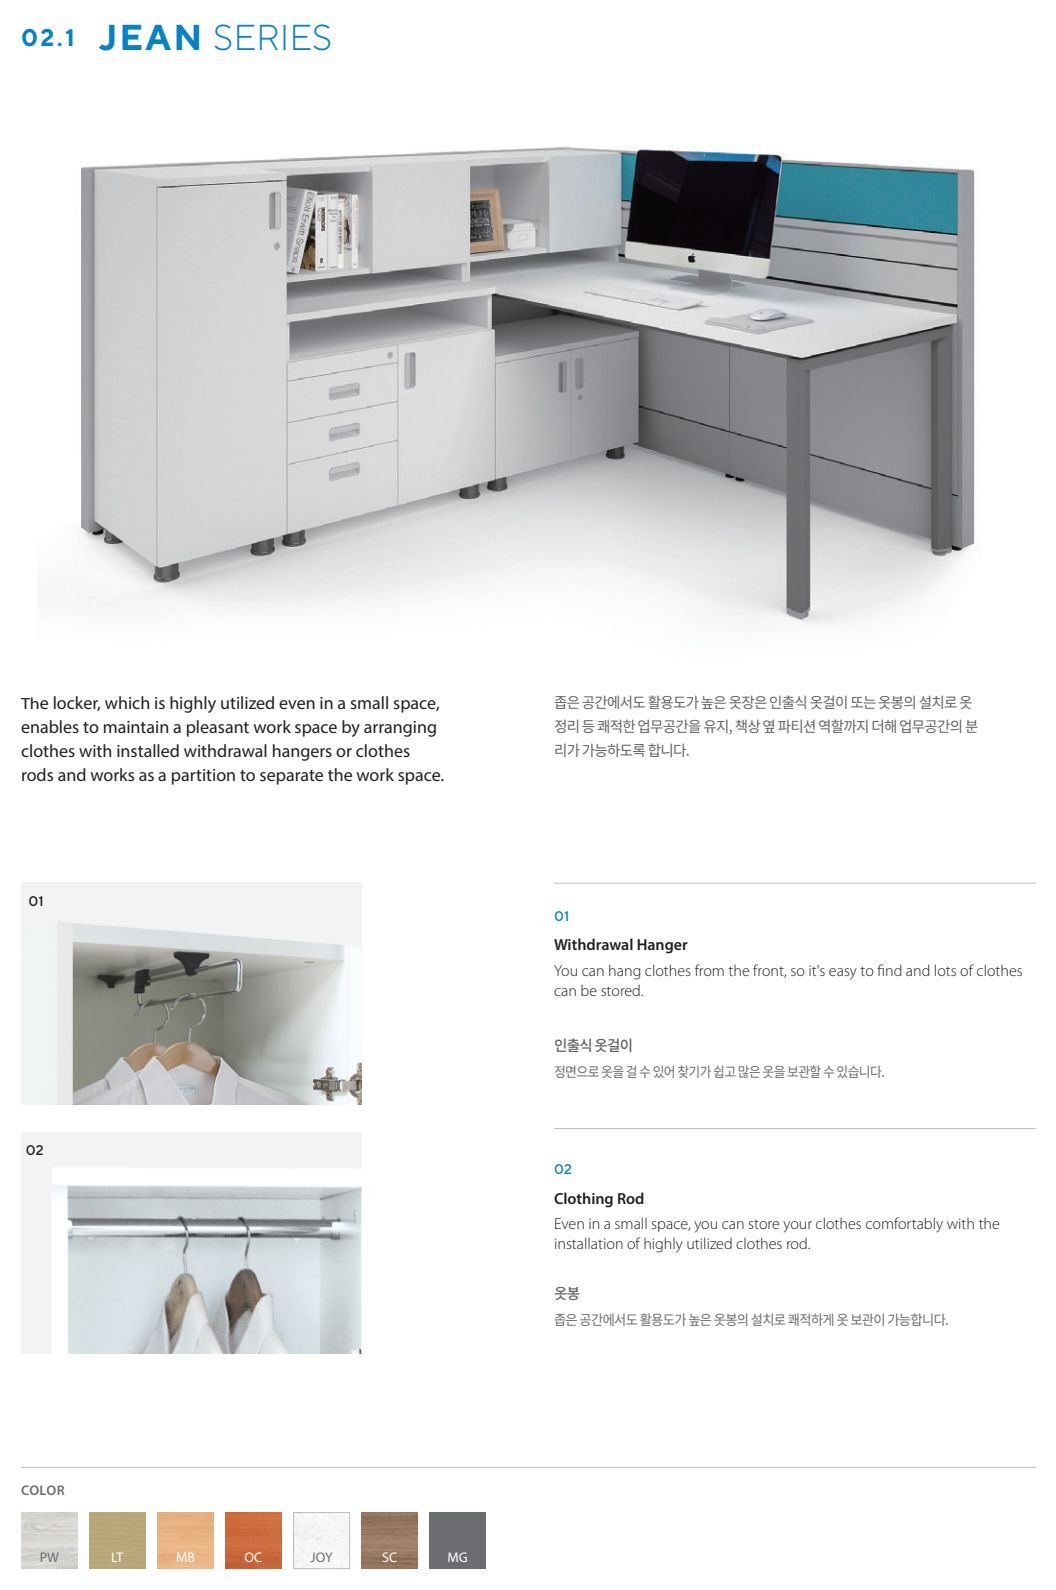 02.1 JEAN SERIES
Elliott Erwitt Snaps
The locker, which is highly utilized even in a small space,
enables to maintain a pleasant work space by arranging
clothes with installed withdrawal hangers or clothes
rods and works as a partition to separate the work space.
좁은 공간에서도 활용도가 높은 옷장은 인출식 옷걸이 또는 옷봉의 설치로 옷
정리 등 쾌적한 업무공간을 유지, 책상 옆 파티션 역할까지 더해 업무공간의 분
리가 가능하도록 합니다.
01
01
Withdrawal Hanger
You can hang clothes from the front, so it's easy to find and lots of clothes
can be stored.
인출식 옷걸이
정면으로 옷을 걸 수 있어 찾기가 쉽고 많은 옷을 보관할 수 있습니다.
02
02
Clothing Rod
Even in a small space, you can store your clothes comfortably with the
installation of highly utilized clothes rod.
옷봉
좁은 공간에서도 활용도가 높은 옷봉의 설치로 쾌적하게 옷 보관이 가능합니다.
COLOR
PW LT MB OC JOY SC MG